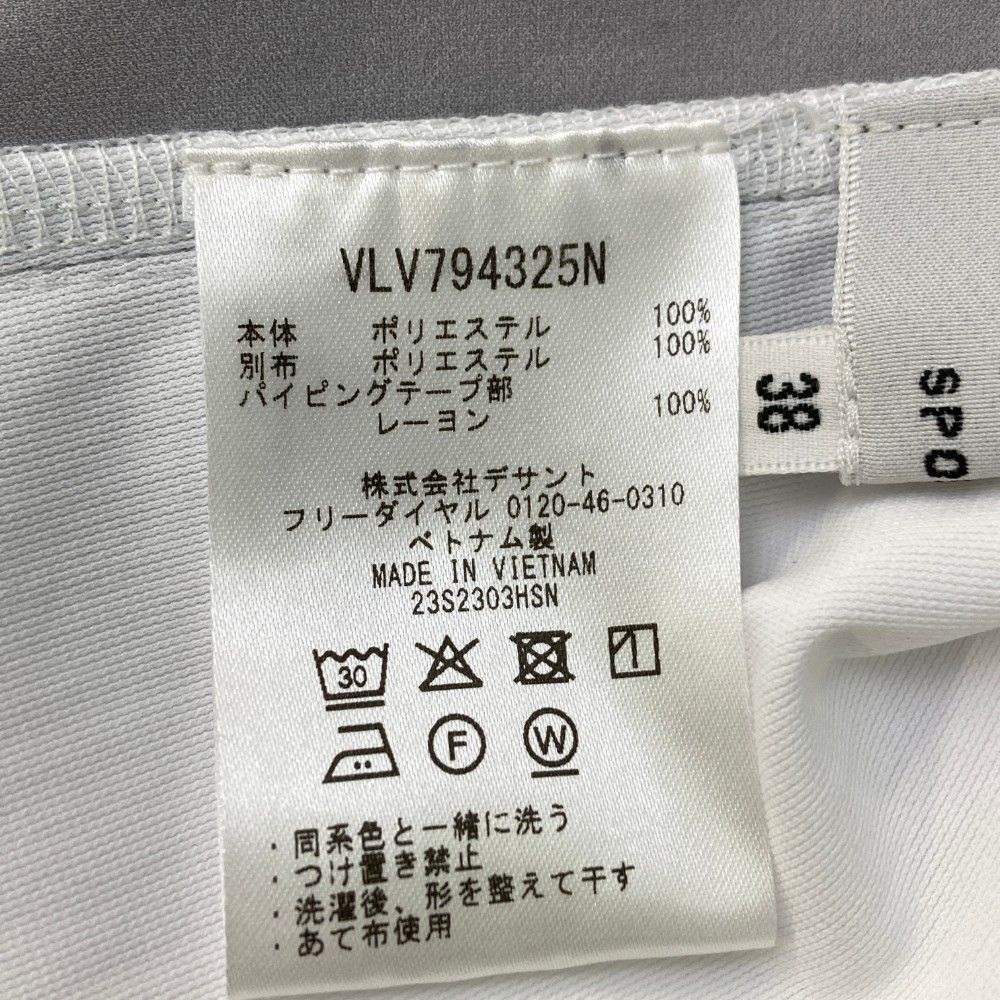 VLV794325N
本体 ポリエステル 100%
別布 ポリエステル 100%
パイピングテープ部
レーヨン 100%
株式会社デサント
フリーダイヤル 0120-46-0310
ベトナム製
MADE IN VIETNAM
23S2303HSN
30
F W
・同系色と一緒に洗う
・つけ置き禁止
・洗濯後、形を整えて干す
・あて布使用
38
SPO